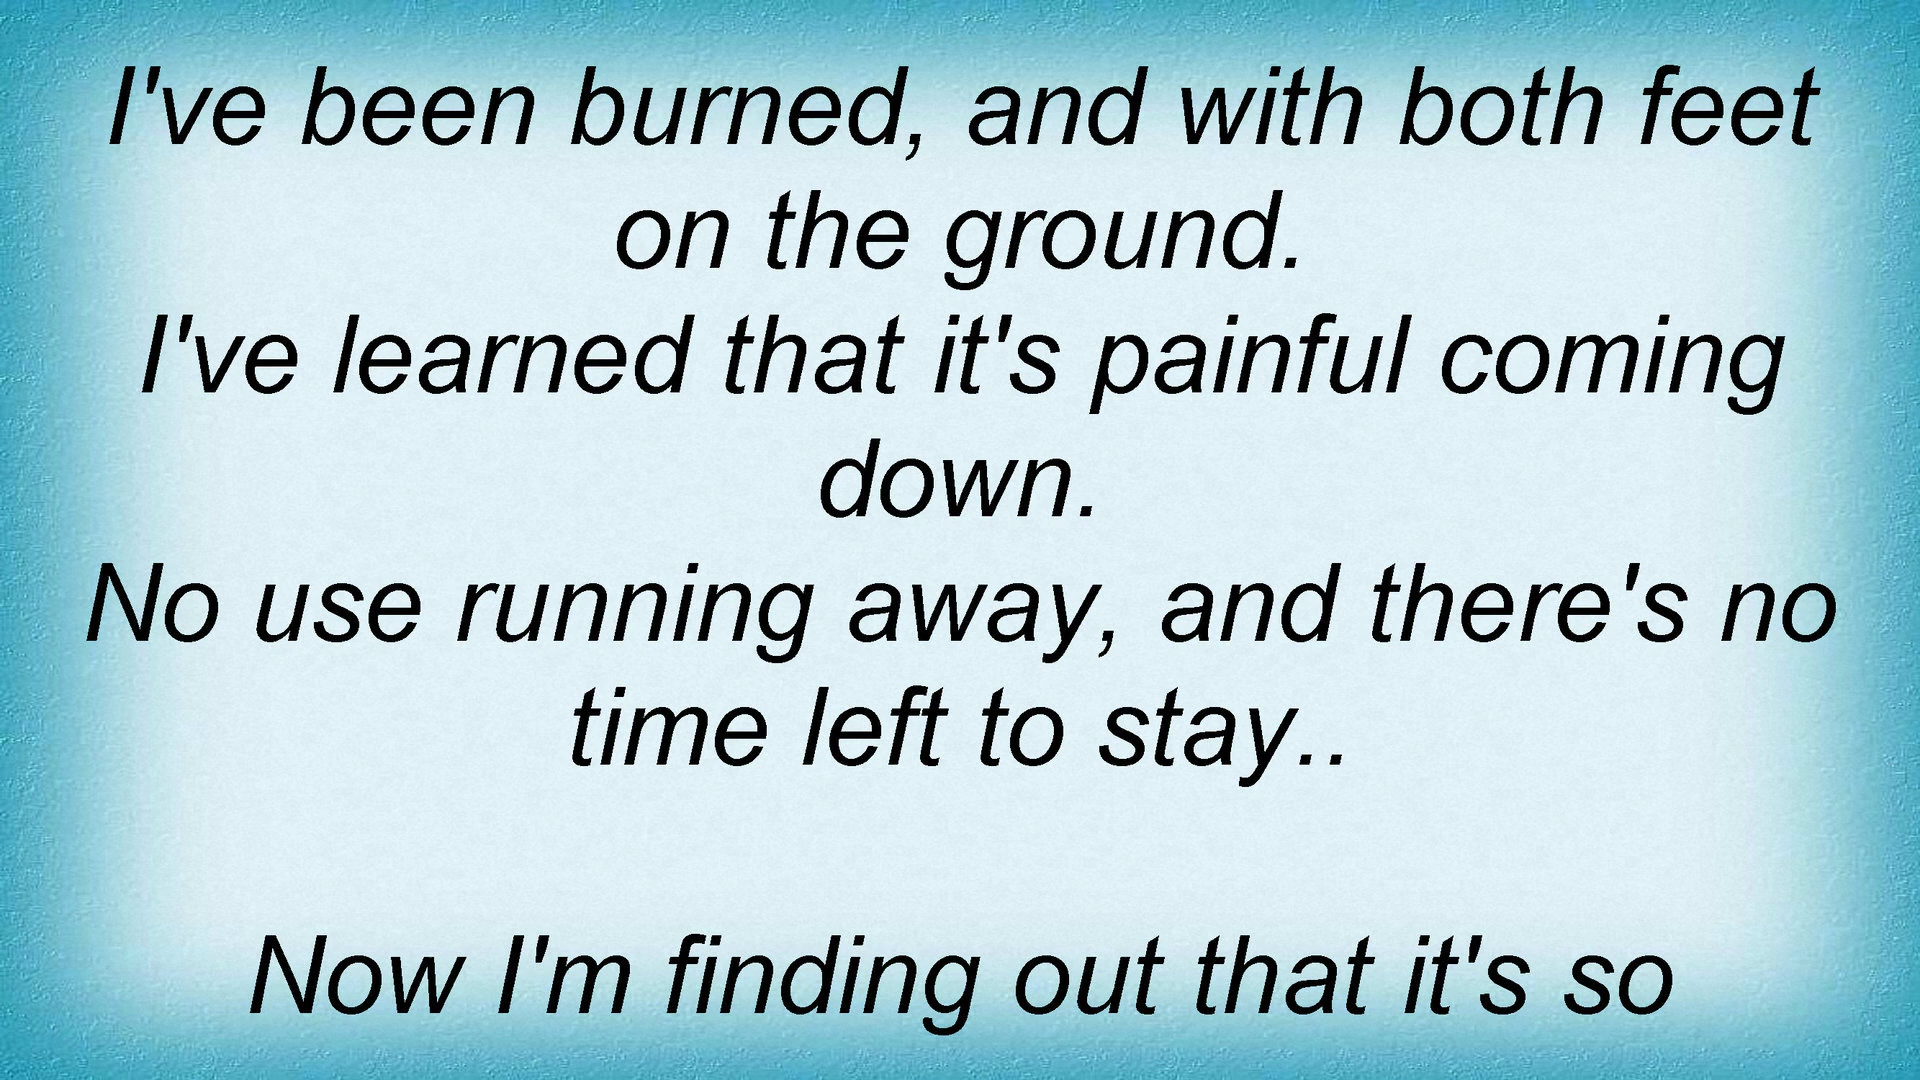 I've been burned, and with both feet
on the ground.
I've learned that it's painful coming
down.
No use running away, and there's no
time left to stay..
Now I'm finding out that it's so